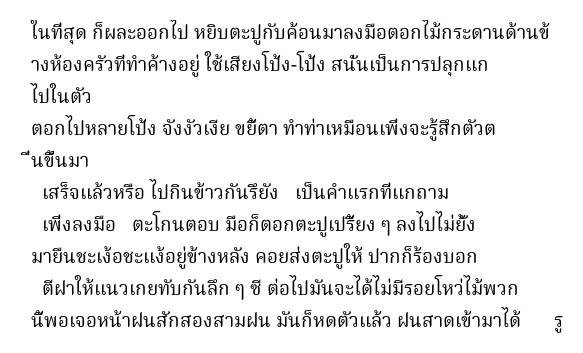 ในที่สุด ก็ผละออกไป หยิบตะปูกับค้อนมาลงมือตอกไม้กระดานด้านข้
างห้องครัวที่ทำค้างอยู่ ใช้เสียงโป้ง-โป้ง สนั่นเป็นการปลุกแก
ไปในตัว
ตอกไปหลายโป้ง จังงัวเงีย ขยี้ตา ทำท่าเหมือนเพิ่งจะรู้สึกตัวต
ื่นขึ้นมา
เสร็จแล้วหรือ ไปกินข้าวกันรึยัง เป็นคำแรกที่แกถาม
เพิ่งลงมือ ตะโกนตอบ มือก็ตอกตะปูเปรี้ยง ๆ ลงไปไม่ยั้ง
มายืนชะเง้อชะแง้อยู่ข้างหลัง คอยส่งตะปูให้ ปากก็ร้องบอก
ตีฝาให้แนวเกยทับกันลึก ๆ ซี ต่อไปมันจะได้ไม่มีรอยโหว่ไม้พวก
นี้พอเจอหน้าฝนสักสองสามฝน มันก็หดตัวแล้ว ฝนสาดเข้ามาได้ รู